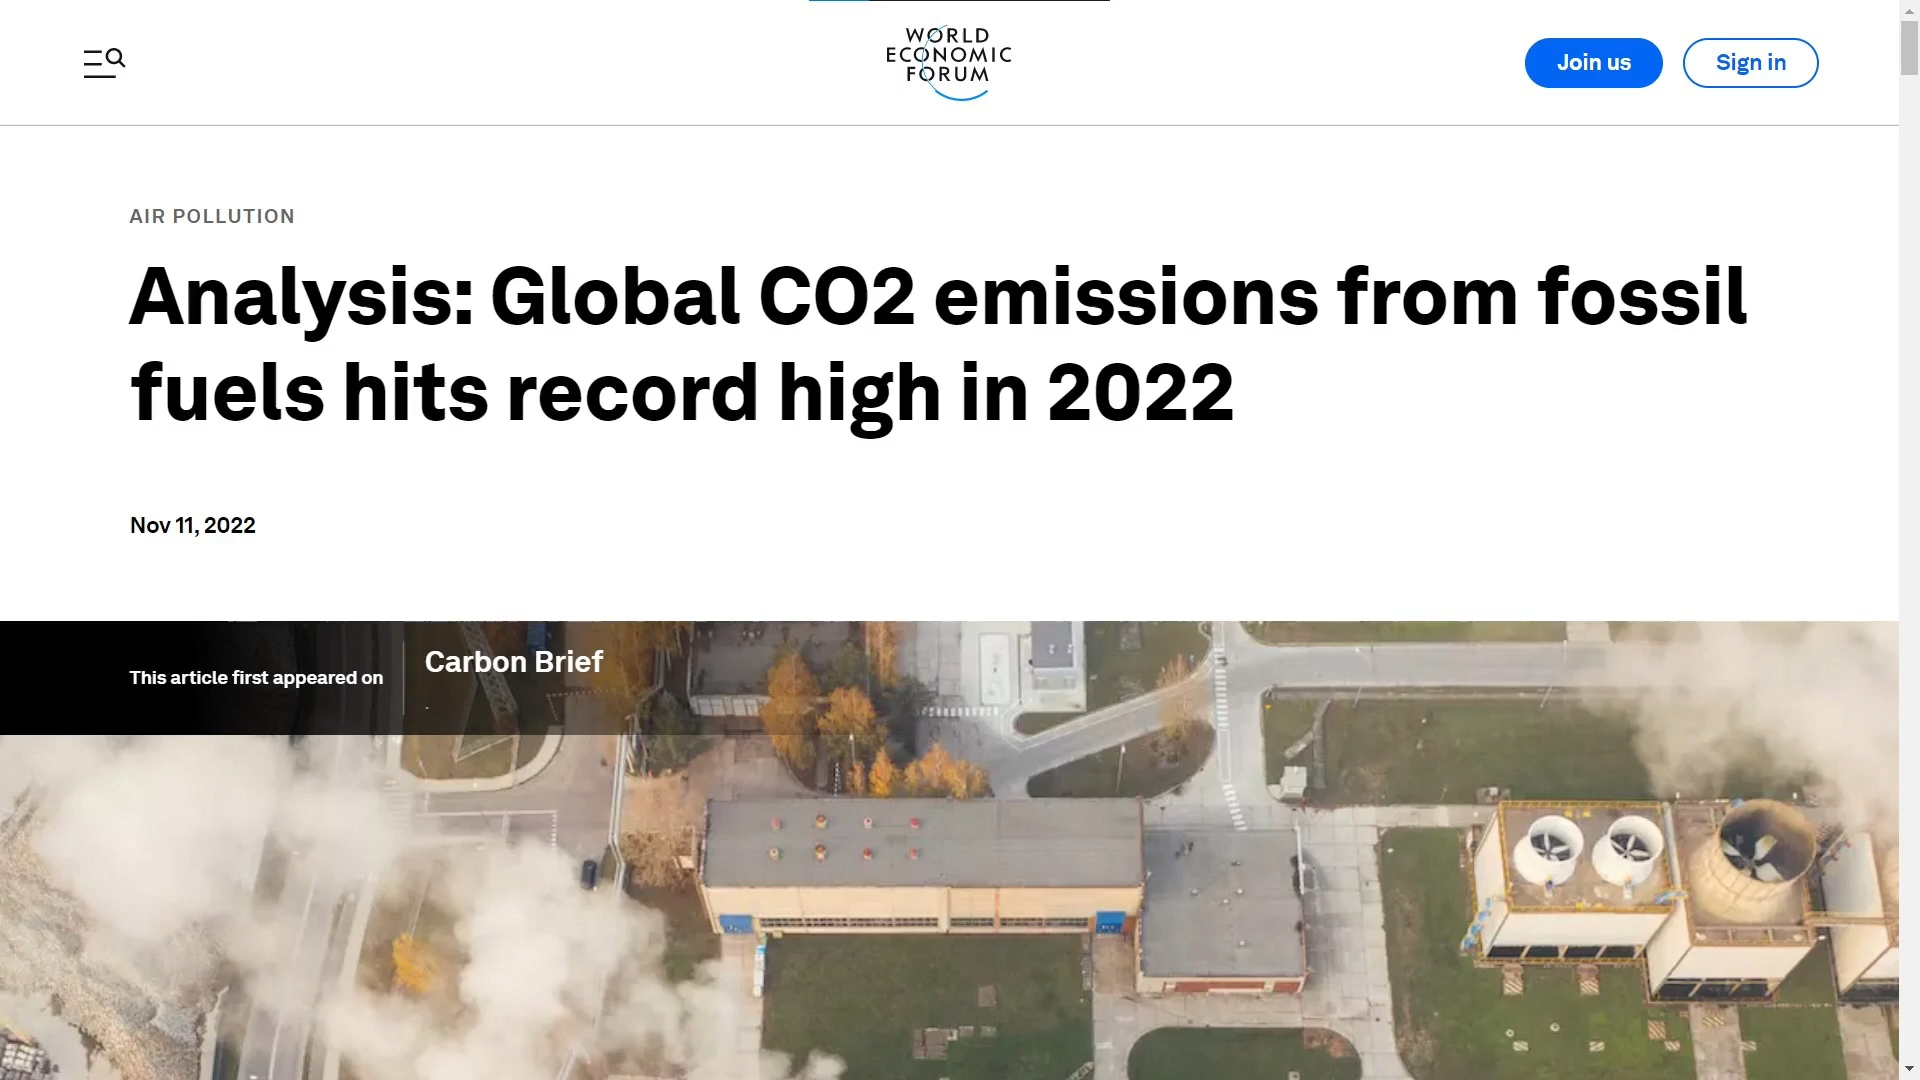 WORLD
ECONOMIC
FORUM
Join us
Sign in
AIR POLLUTION
Analysis: Global CO2 emissions from fossil
fuels hits record high in 2022
Nov 11, 2022
This article first appeared on
Carbon Brief